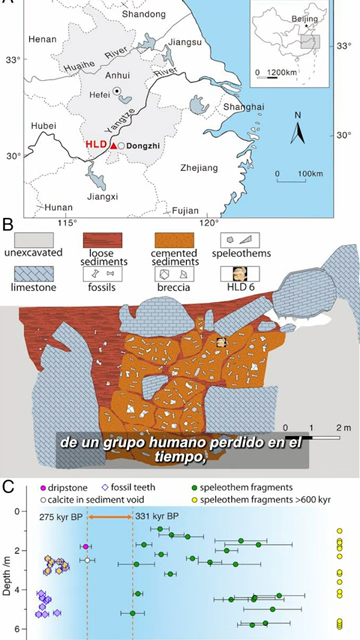 A
Shandong
Beijing
Henan
Huaihe River
Jiangsu
33°
33°
Anhui
River
0 1200km
Hefei
Yangtze
Shanghai
Hubei
HLD
Dongzhi
N
30°
30°
Zhejiang
Jiangxi
0 100km
Hunan
Fujian
115°
120°
B
unexcavated
loose sediments
cemented sediments
speleothems
limestone
fossils
breccia
HLD 6
de un grupo humano perdido en el
tiempo,
0 1 2 m
C
dripstone
fossil teeth
speleothem fragments
calcite in sediment void
speleothem fragments >600 kyr
275 kyr BP
331 kyr BP
0
2
4
6
Depth /m